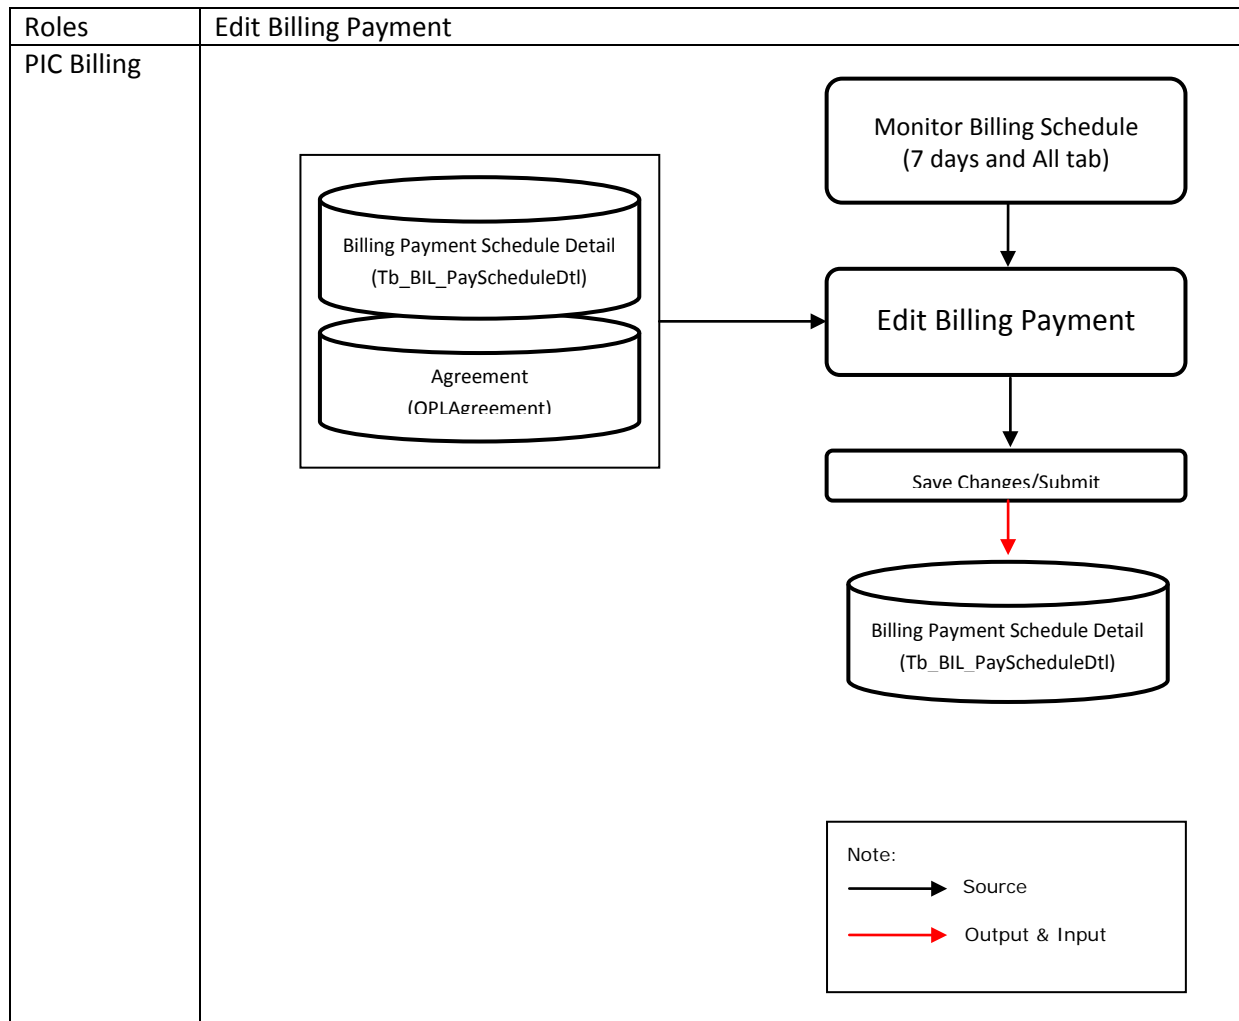 Roles
Edit Billing Payment
PIC Billing
Monitor Billing Schedule
(7 days and All tab)
Billing Payment Schedule Detail
(Tb_BIL_PayScheduleDtl)
Agreement
(OPLAgreement)
Edit Billing Payment
Save Changes/Submit
Billing Payment Schedule Detail
(Tb_BIL_PayScheduleDtl)
Note:
Source
Output & Input